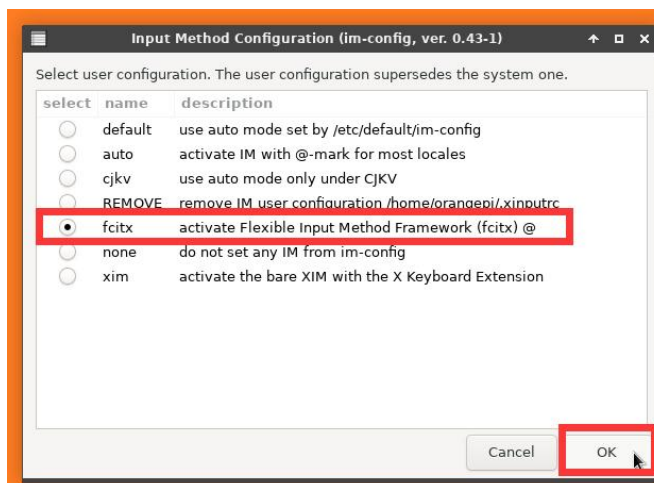 Input Method Configuration (im-config, ver. 0.43-1)
Select user configuration. The user configuration supersedes the system one.
select name description
default use auto mode set by /etc/default/im-config
auto activate IM with @-mark for most locales
cjkv use auto mode only under CJKV
REMOVE remove IM user configuration /home/orangepi/.xinputrc
fcitx activate Flexible Input Method Framework (fcitx) @
none do not set any IM from im-config
xim activate the bare XIM with the X Keyboard Extension
Cancel OK